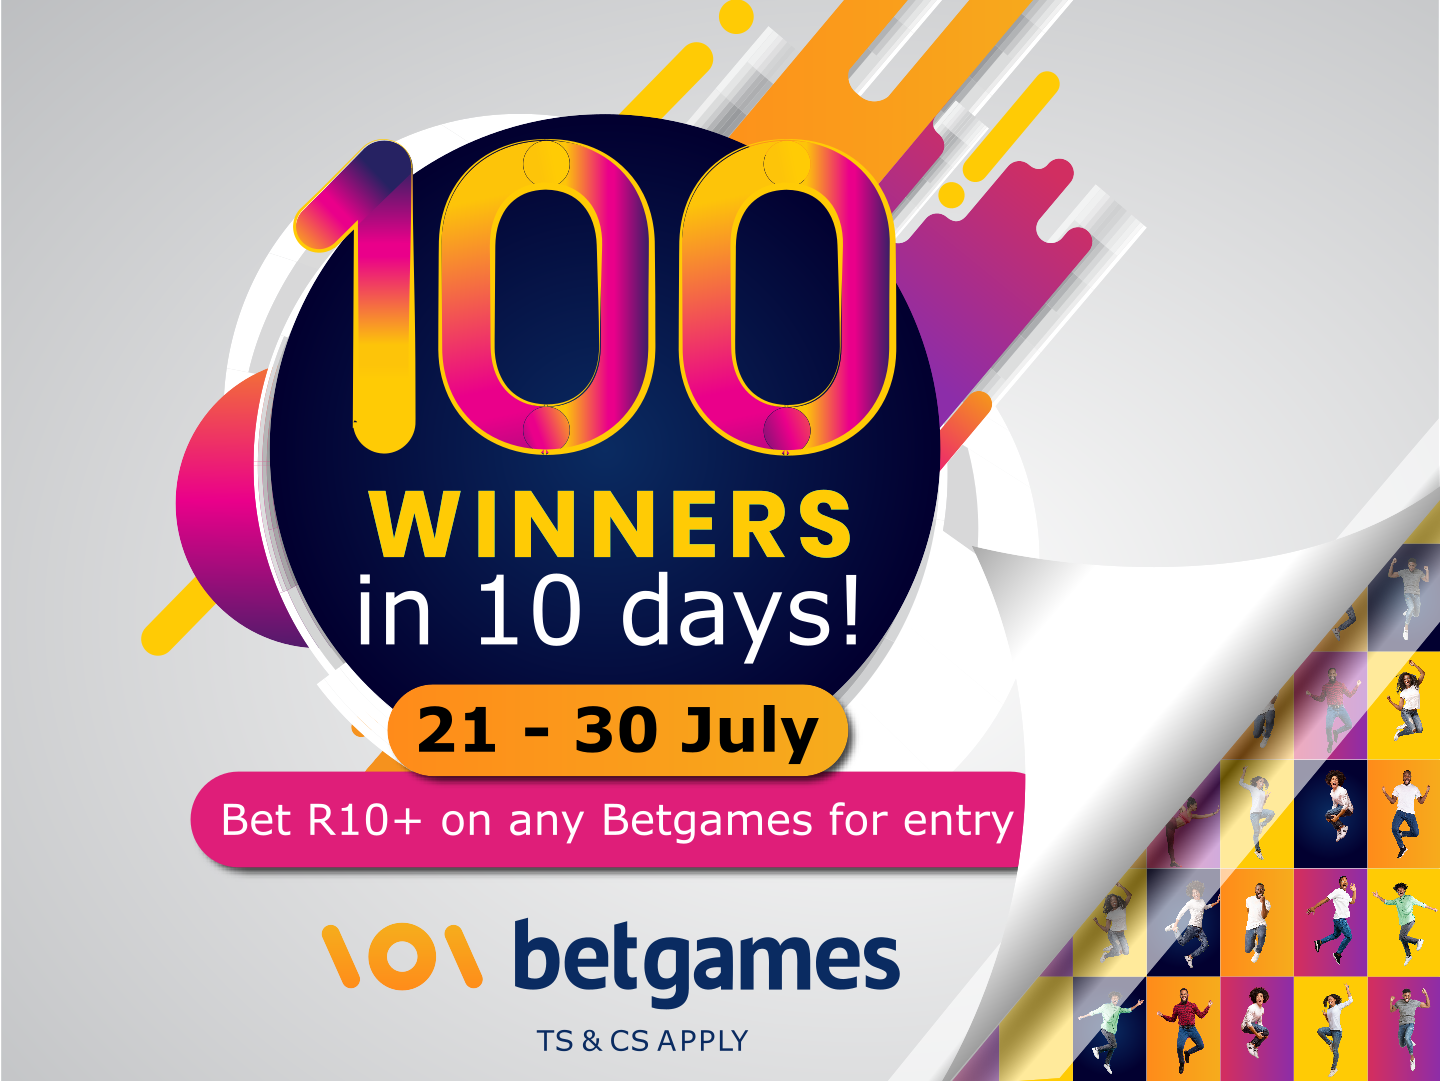 100
WINNERS
in 10 days!
21 - 30 July
Bet R10+ on any Betgames for entry
betgames
TS & CS APPLY